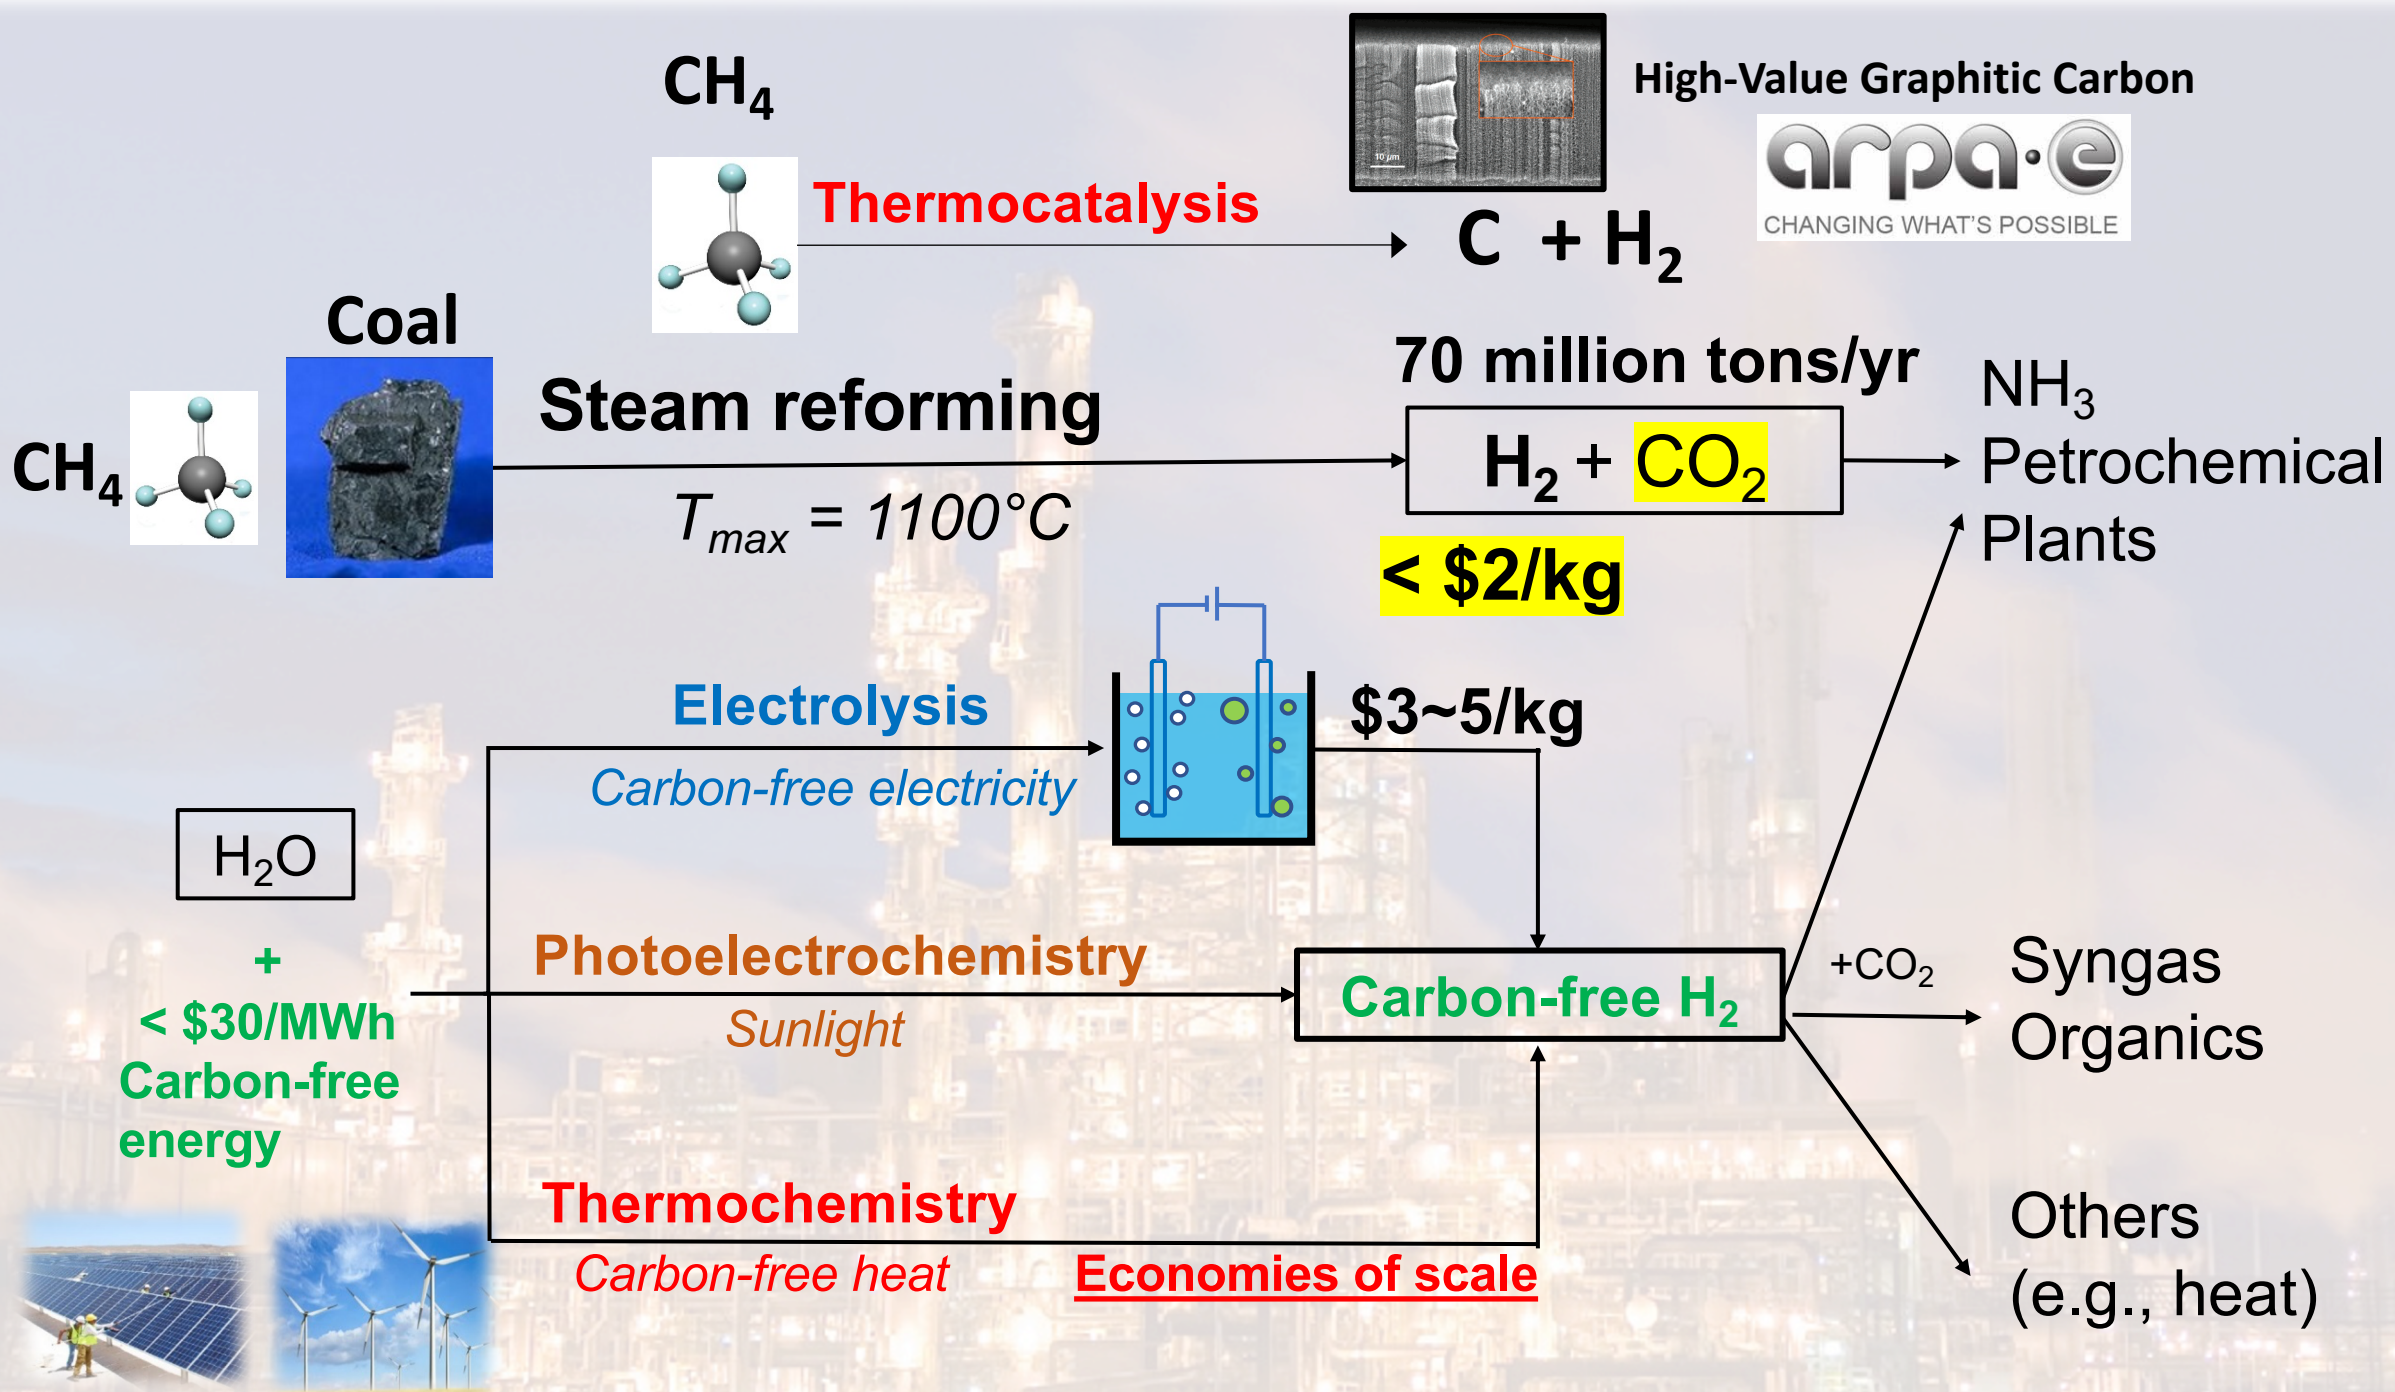 CH₄
Thermocatalysis
10 μm
High-Value Graphitic Carbon
arpa·e
CHANGING WHAT'S POSSIBLE
C + H₂
Coal
CH₄
Steam reforming
T_max = 1100°C
70 million tons/yr
H₂ + CO₂
< $2/kg
NH₃
Petrochemical
Plants
Electrolysis
Carbon-free electricity
$3~5/kg
H₂O
+
< $30/MWh
Carbon-free
energy
Photoelectrochemistry
Sunlight
Carbon-free H₂
+CO₂
Syngas
Organics
Thermochemistry
Carbon-free heat
Economies of scale
Others
(e.g., heat)